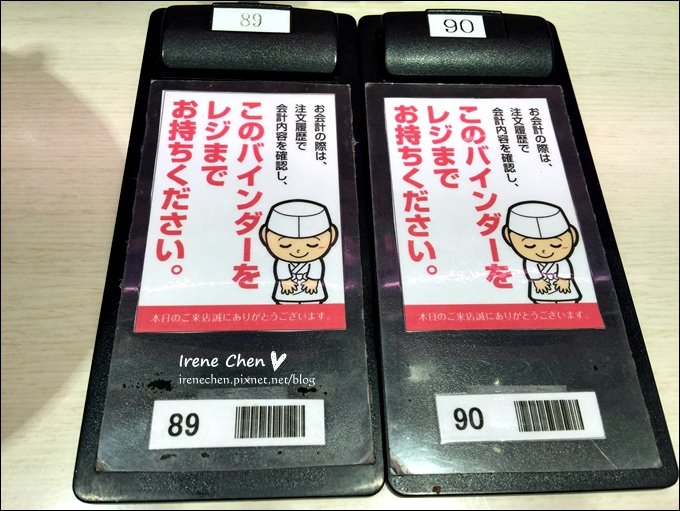 89
お会計の際は、
注文履歴で
会計内容を確認し、
このバインダーを
レジまで
お持ちください。
本日のご来店誠にありがとうございます。
Irene Chen
irenechen.pixnet.net/blog
89
90
お会計の際は、
注文履歴で
会計内容を確認し、
このバインダーを
レジまで
お持ちください。
本日のご来店誠にありがとうございます。
90